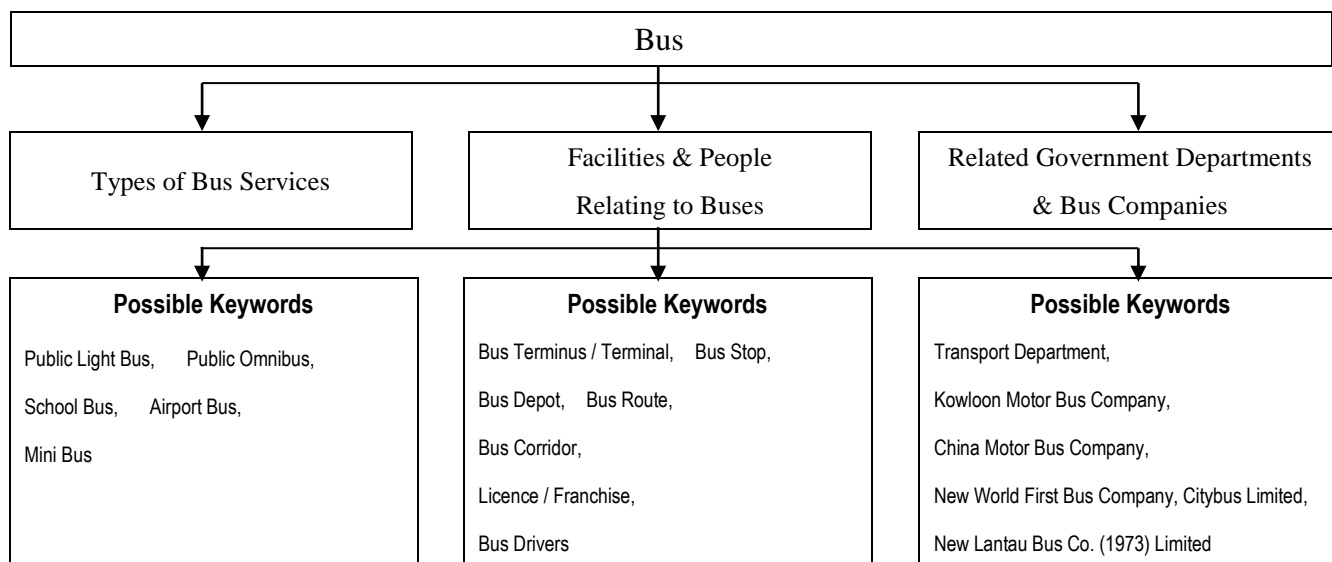 Bus
Types of Bus Services
Facilities & People
Relating to Buses
Related Government Departments
& Bus Companies
Possible Keywords
Public Light Bus, Public Omnibus,
School Bus, Airport Bus,
Mini Bus
Possible Keywords
Bus Terminus / Terminal, Bus Stop,
Bus Depot, Bus Route,
Bus Corridor,
Licence / Franchise,
Bus Drivers
Possible Keywords
Transport Department,
Kowloon Motor Bus Company,
China Motor Bus Company,
New World First Bus Company, Citybus Limited,
New Lantau Bus Co. (1973) Limited